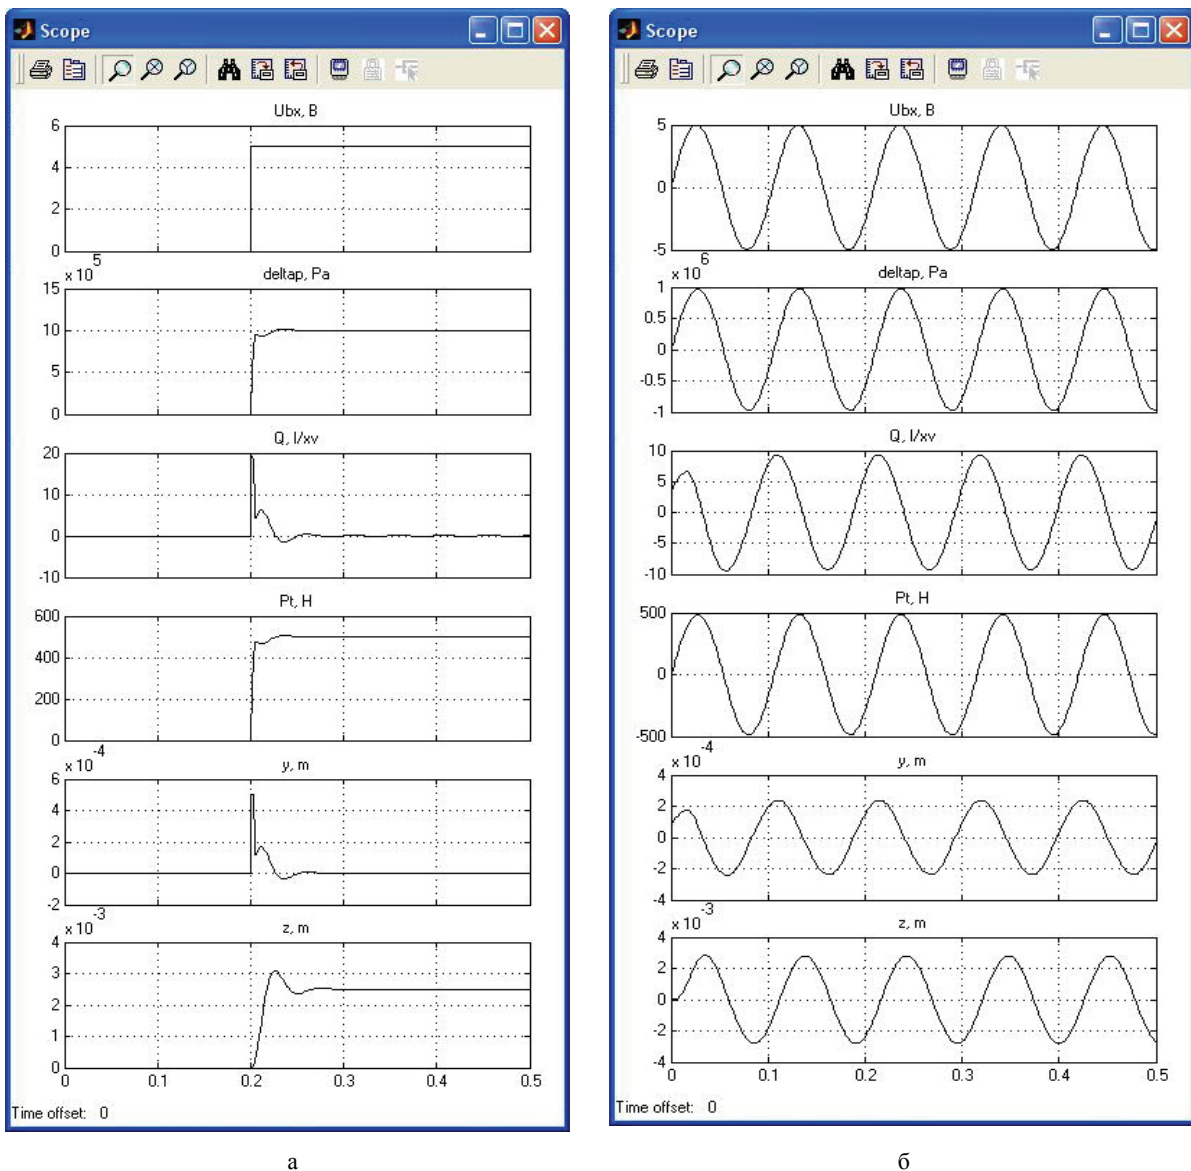 Scope
Ubx, B
6
4
2
0
x 10
5
deltap, Pa
15
10
5
0
Q, l/xv
20
10
0
-10
Pt, H
600
400
200
0
x 10
-4
y, m
6
4
2
0
-2
x 10
-3
z, m
4
3
2
1
0
0
0.1
0.2
0.3
0.4
0.5
Time offset: 0
а
Scope
Ubx, B
5
0
-5
x 10
6
deltap, Pa
1
0.5
0
-0.5
-1
Q, l/xv
10
5
0
-5
-10
Pt, H
500
0
-500
x 10
-4
y, m
4
2
0
-2
-4
x 10
-3
z, m
4
2
0
-2
-4
0
0.1
0.2
0.3
0.4
0.5
Time offset: 0
б